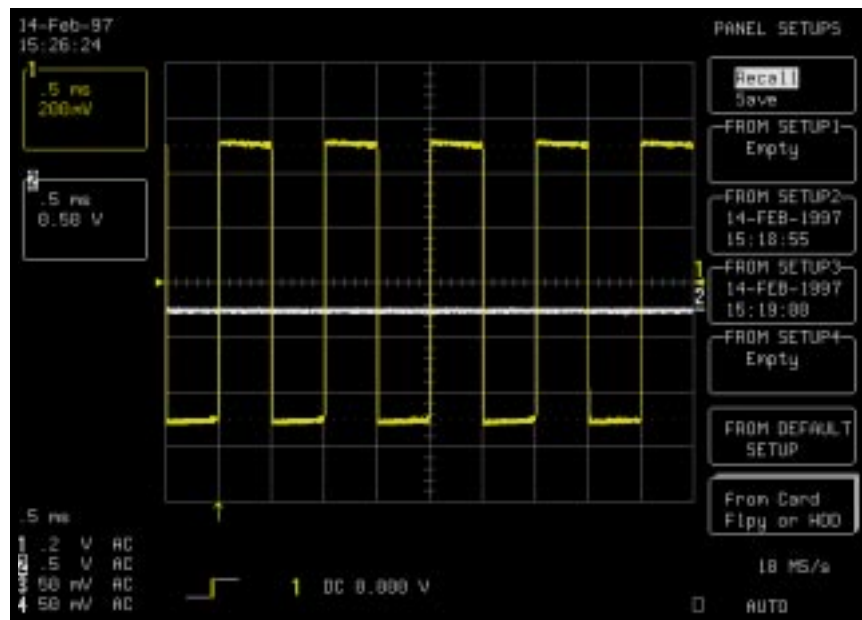 14-Feb-97
15:26:24
PANEL SETUPS
1
.5 ms
200mV
2
.5 ms
0.50 V
Recall
Save
FROM SETUP1
Empty
FROM SETUP2
14-FEB-1997
15:18:55
FROM SETUP3
14-FEB-1997
15:19:00
FROM SETUP4
Empty
FROM DEFAULT
SETUP
From Card
Flpy or HDD
1
2
.5 ms
1 .2 V AC
2 .5 V AC
3 50 mV AC
4 50 mV AC
1 DC 0.000 V
10 MS/s
AUTO